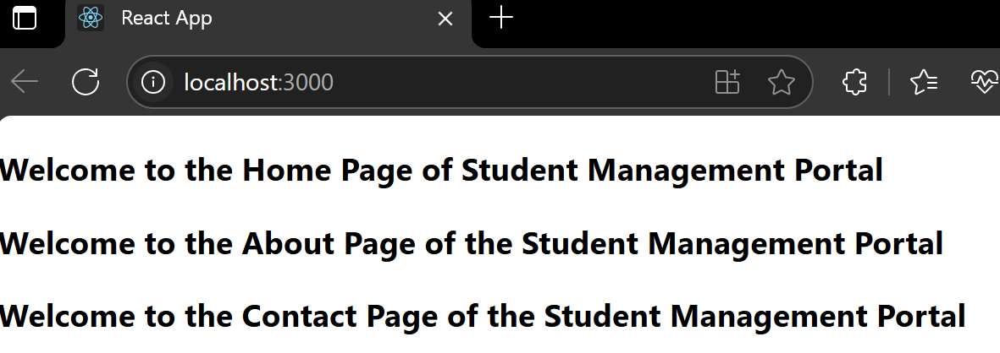 React App
localhost:3000
Welcome to the Home Page of Student Management Portal
Welcome to the About Page of the Student Management Portal
Welcome to the Contact Page of the Student Management Portal